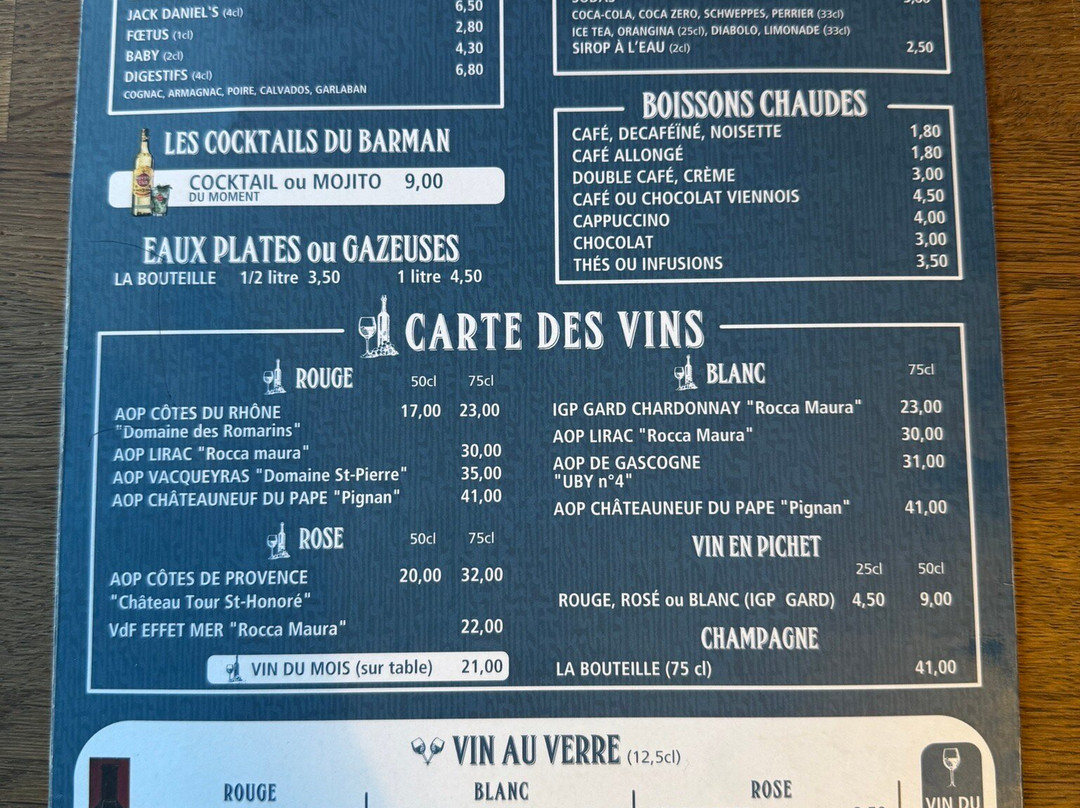 JACK DANIEL'S (4cl) 6,50
FŒTUS (1cl) 2,80
BABY (2cl) 4,30
DIGESTIFS (4cl) 6,80
COGNAC, ARMAGNAC, POIRE, CALVADOS, GARLABAN
LES COCKTAILS DU BARMAN
COCKTAIL ou MOJITO 9,00
DU MOMENT
EAUX PLATES ou GAZEUSES
LA BOUTEILLE 1/2 litre 3,50 1 litre 4,50
COCA-COLA, COCA ZERO, SCHWEPPES, PERRIER (33cl)
ICE TEA, ORANGINA (25cl), DIABOLO, LIMONADE (33cl)
SIROP À L'EAU (2cl) 2,50
BOISSONS CHAUDES
CAFÉ, DECAFÉÏNÉ, NOISETTE 1,80
CAFÉ ALLONGÉ 1,80
DOUBLE CAFÉ, CRÈME 3,00
CAFÉ OU CHOCOLAT VIENNOIS 4,50
CAPPUCCINO 4,00
CHOCOLAT 3,00
THÉS OU INFUSIONS 3,50
CARTE DES VINS
ROUGE 50cl 75cl
AOP CÔTES DU RHÔNE 17,00 23,00
"Domaine des Romarins"
AOP LIRAC "Rocca maura" 30,00
AOP VACQUEYRAS "Domaine St-Pierre" 35,00
AOP CHÂTEAUNEUF DU PAPE "Pignan" 41,00
ROSE 50cl 75cl
AOP CÔTES DE PROVENCE 20,00 32,00
"Château Tour St-Honoré"
VdF EFFET MER "Rocca Maura" 22,00
VIN DU MOIS (sur table) 21,00
BLANC 75cl
IGP GARD CHARDONNAY "Rocca Maura" 23,00
AOP LIRAC "Rocca Maura" 30,00
AOP DE GASCOGNE 31,00
"UBY n°4"
AOP CHÂTEAUNEUF DU PAPE "Pignan" 41,00
VIN EN PICHET
25cl 50cl
ROUGE, ROSÉ ou BLANC (IGP GARD) 4,50 9,00
CHAMPAGNE
LA BOUTEILLE (75 cl) 41,00
VIN AU VERRE (12,5cl)
ROUGE BLANC ROSE
VIN DU